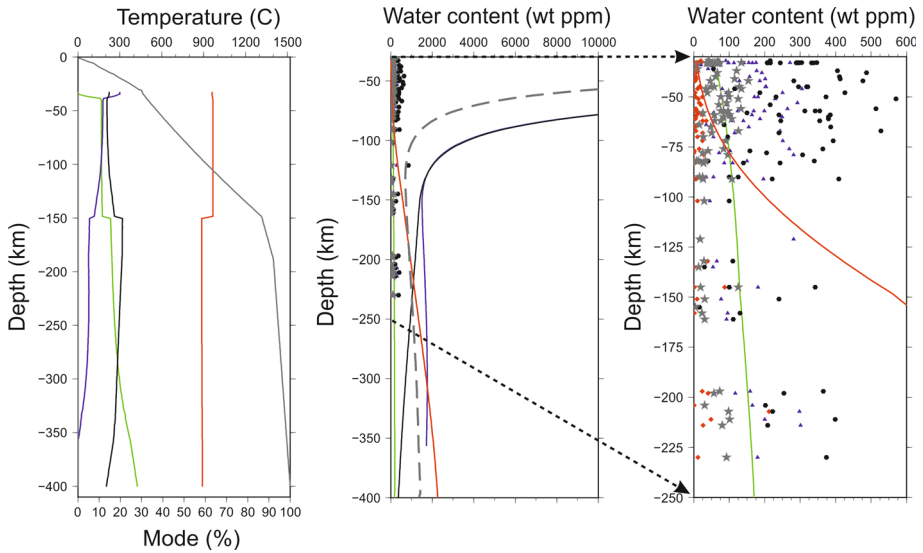 Temperature (C)
0 300 600 900 1200 1500
Depth (km)
0
−50
−100
−150
−200
−250
−300
−350
−400
0 10 20 30 40 50 60 70 80 90 100
Mode (%)
Water content (wt ppm)
0 2000 4000 6000 8000 10000
Depth (km)
−50
−100
−150
−200
−250
−300
−350
−400
Water content (wt ppm)
0 100 200 300 400 500 600
Depth (km)
−50
−75
−100
−125
−150
−175
−200
−225
−250